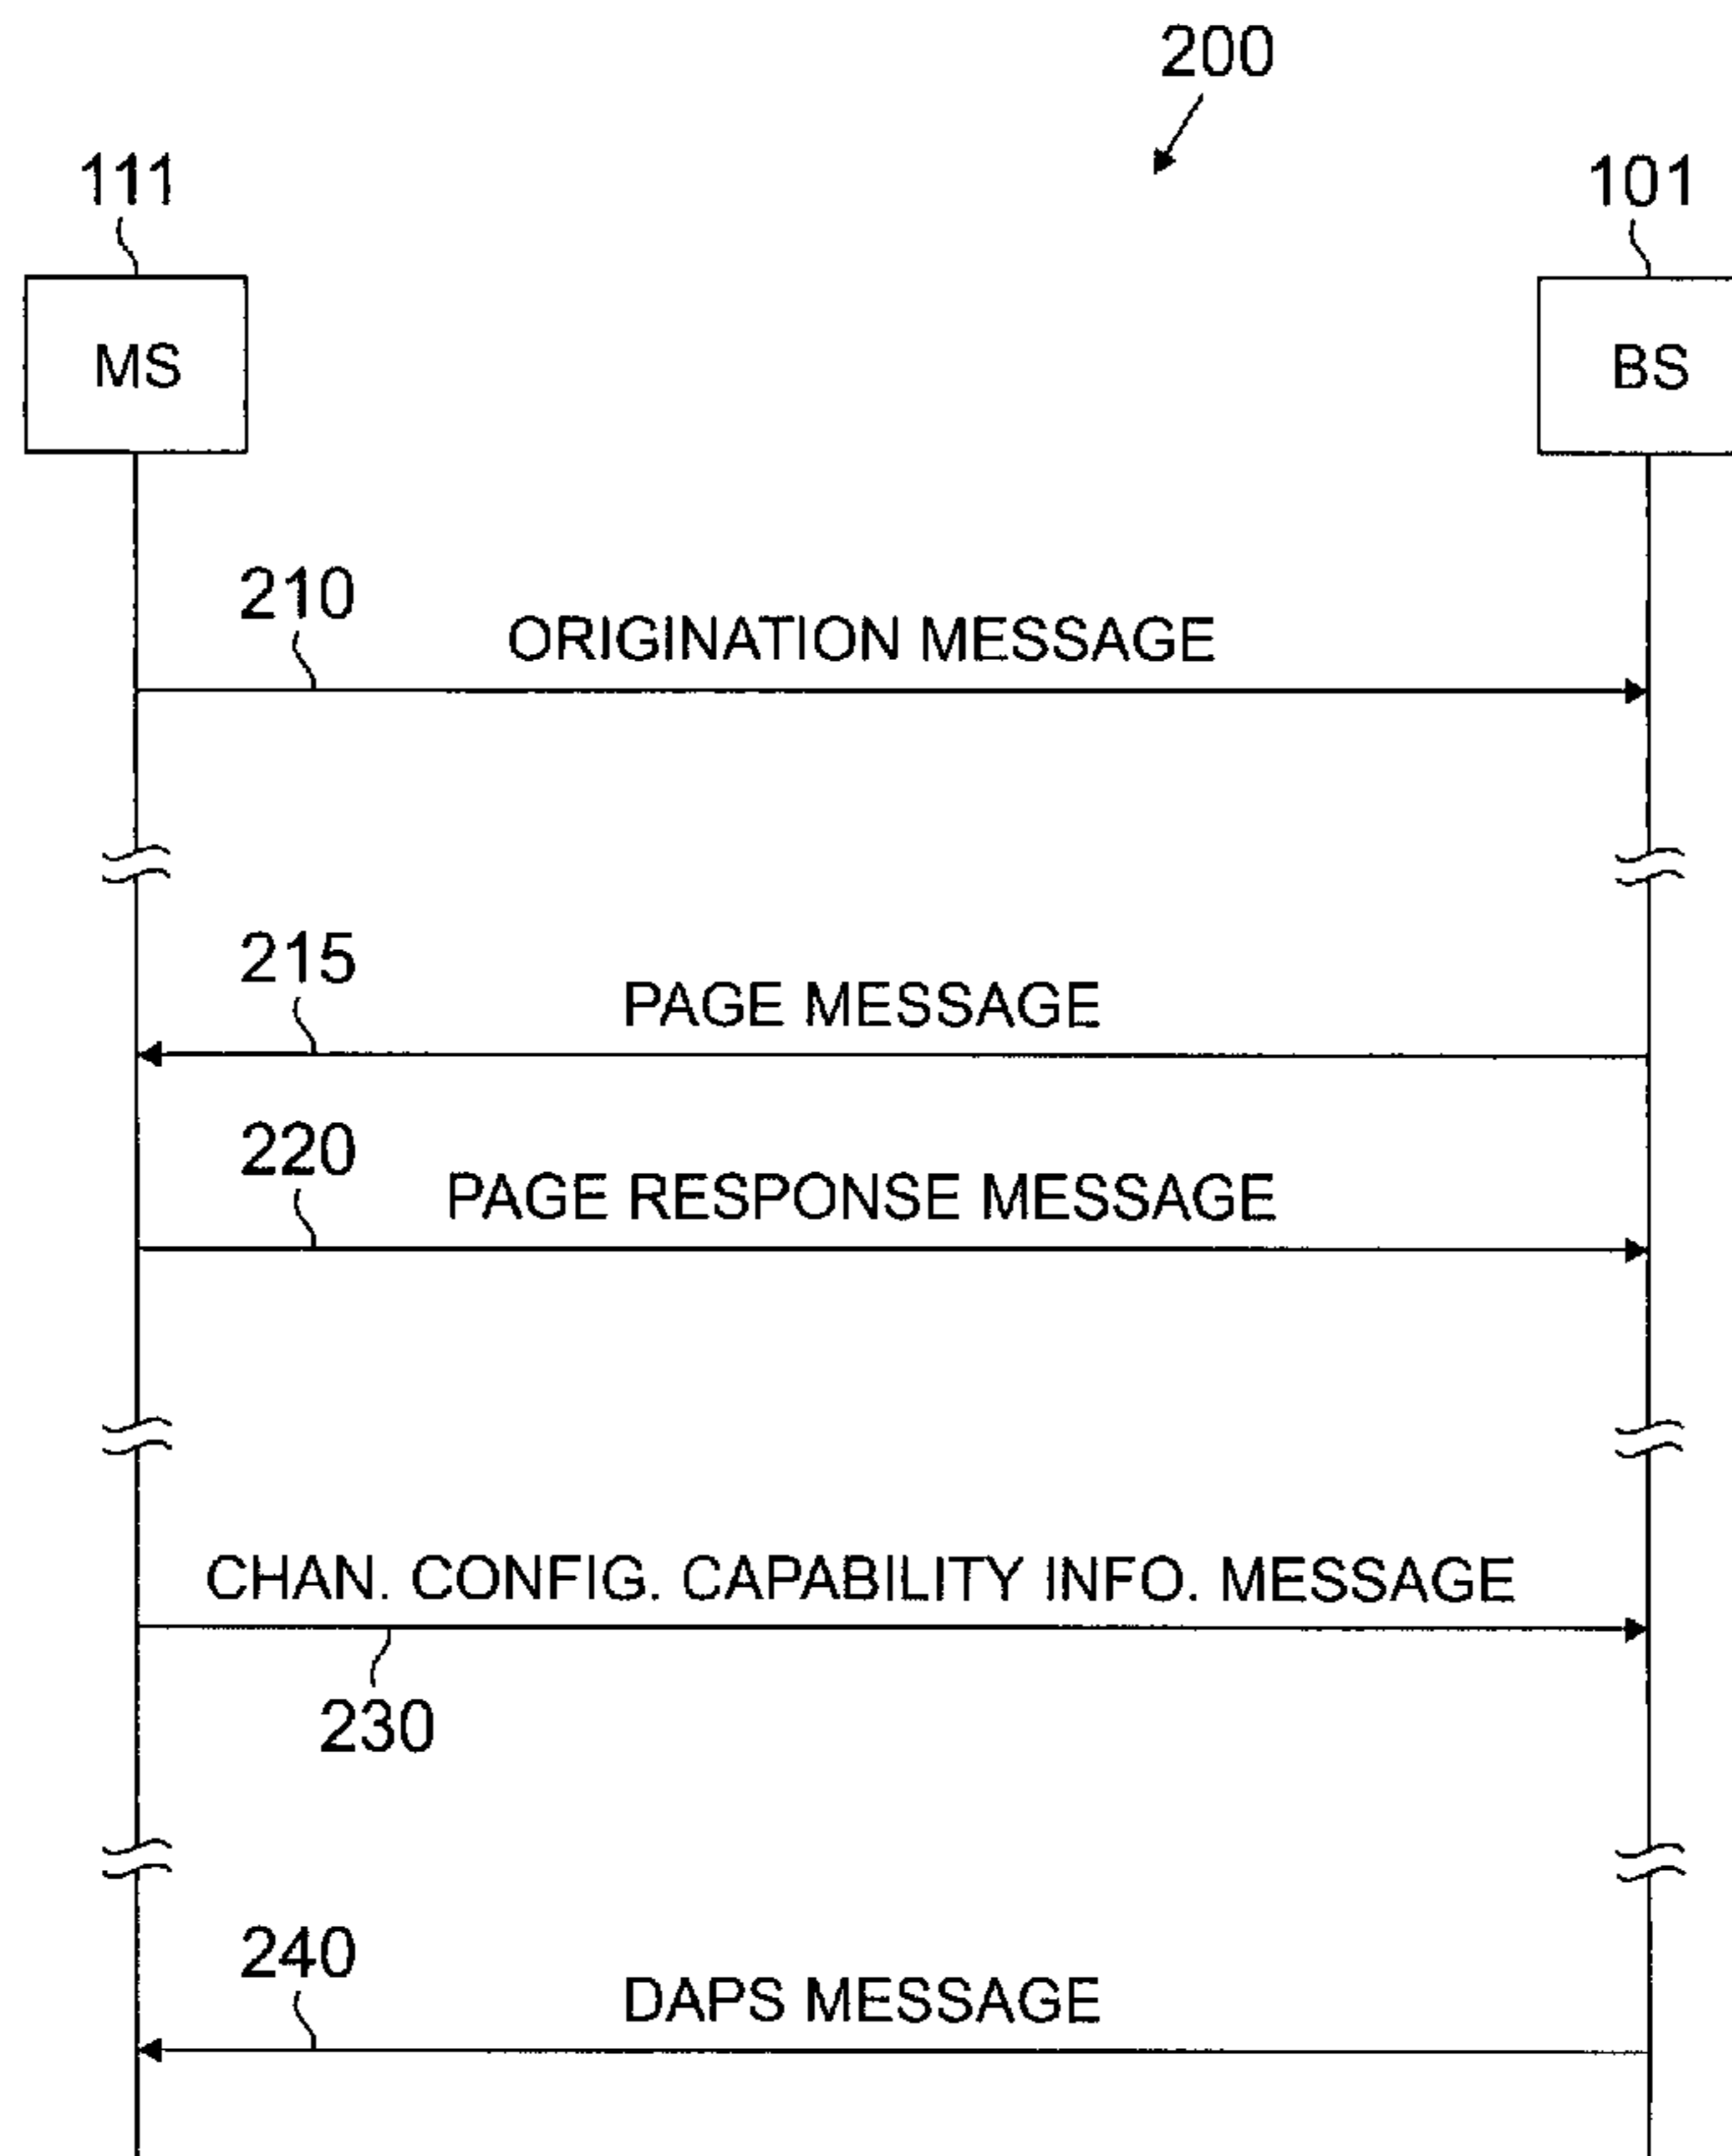 200
111
101
MS
BS
210
ORIGINATION MESSAGE
215
PAGE MESSAGE
220
PAGE RESPONSE MESSAGE
CHAN. CONFIG. CAPABILITY INFO. MESSAGE
230
240
DAPS MESSAGE